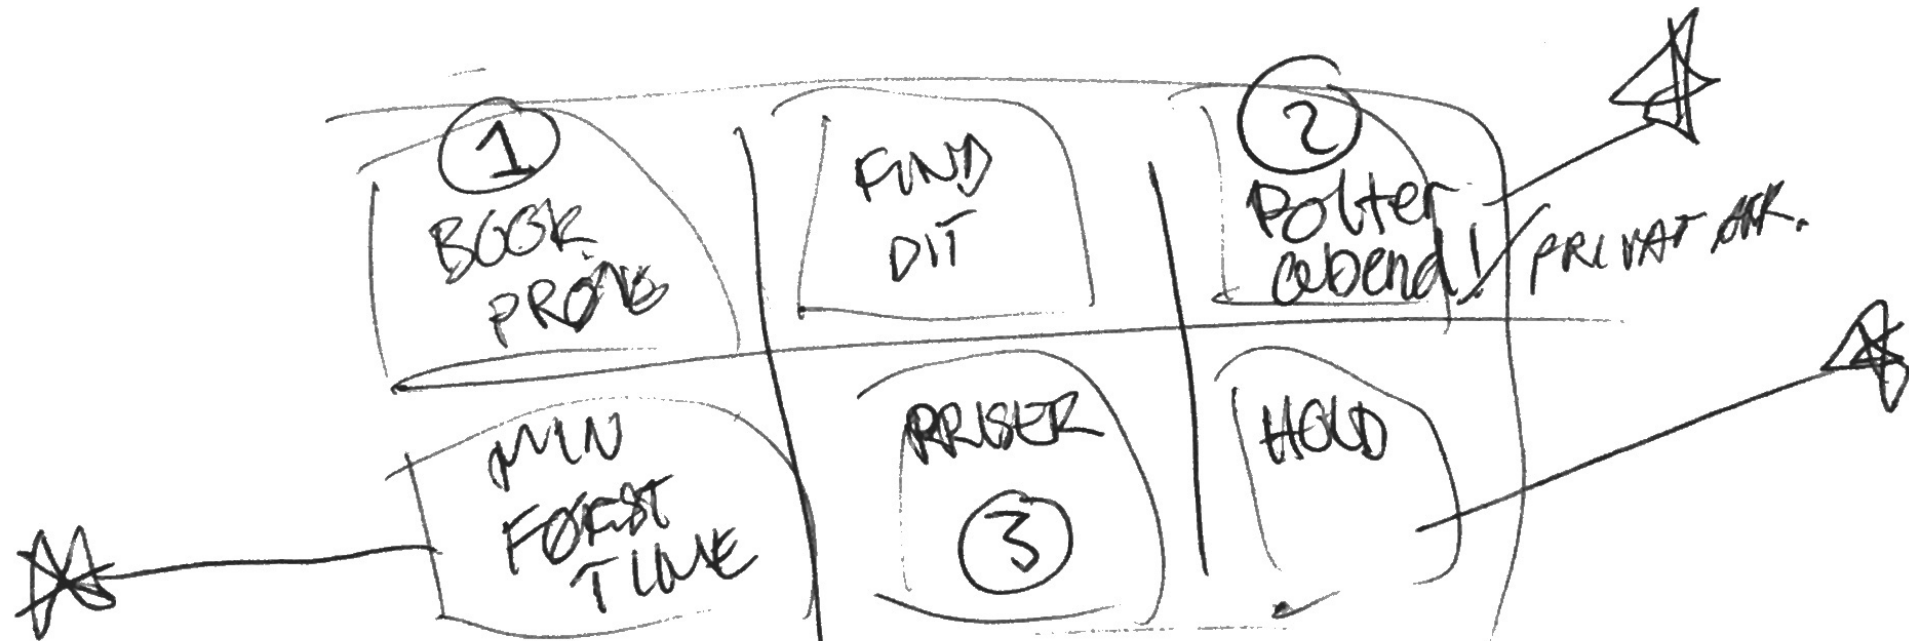 1
BOOK
PRØVE
FIND
DIT
2
Polter
abend! / PRIVAT ARR.
MIN
FØRST
TIME
PRISER
3
HOLD